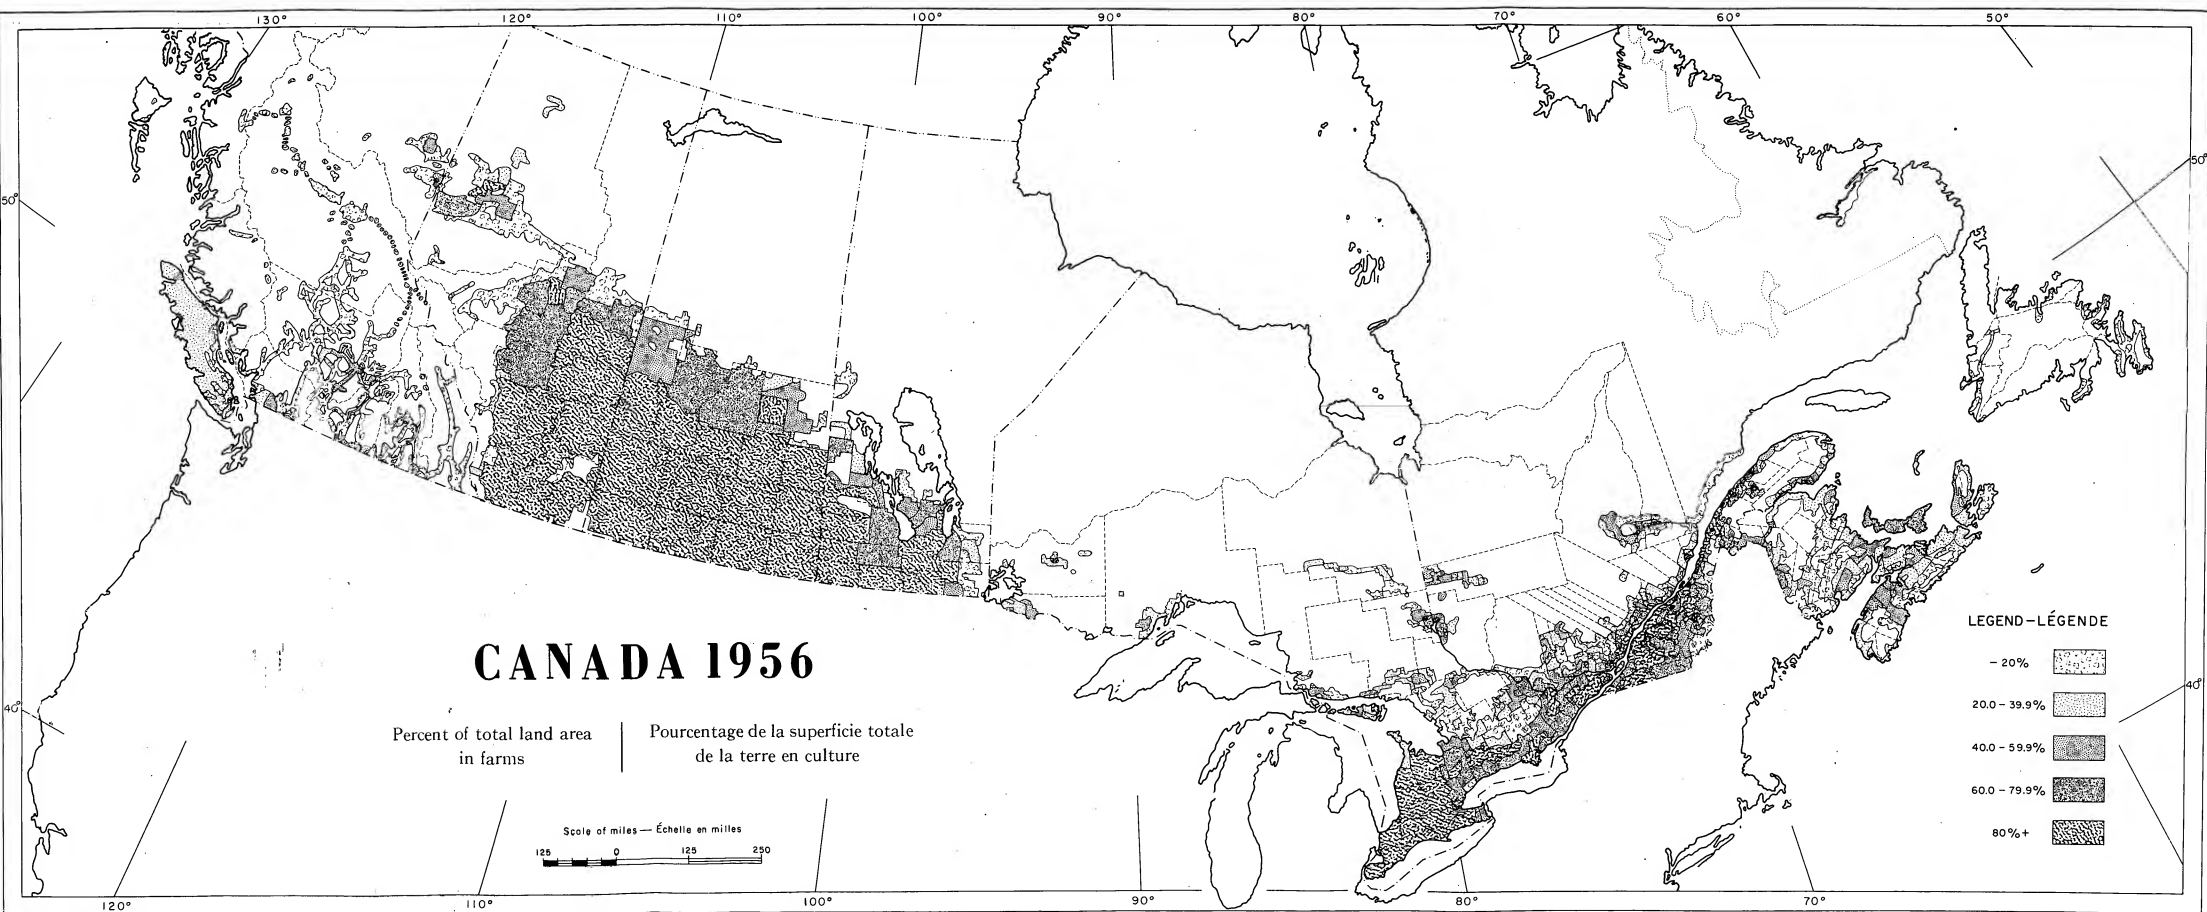 130° 120° 110° 100° 90° 80° 70° 60° 50°
50°
50°
40°
40°
CANADA 1956
Percent of total land area
in farms
Pourcentage de la superficie totale
de la terre en culture
Scale of miles — Échelle en milles
125 0 125 250
LEGEND-LÉGENDE
- 20%
20.0 - 39.9%
40.0 - 59.9%
60.0 - 79.9%
80%+
120° 110° 100° 90° 80° 70°